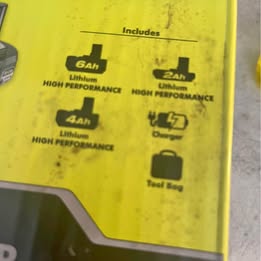 Includes
6Ah
Lithium
HIGH PERFORMANCE
2Ah
Lithium
HIGH PERFORMANCE
4Ah
Lithium
HIGH PERFORMANCE
Charger
Tool Bag